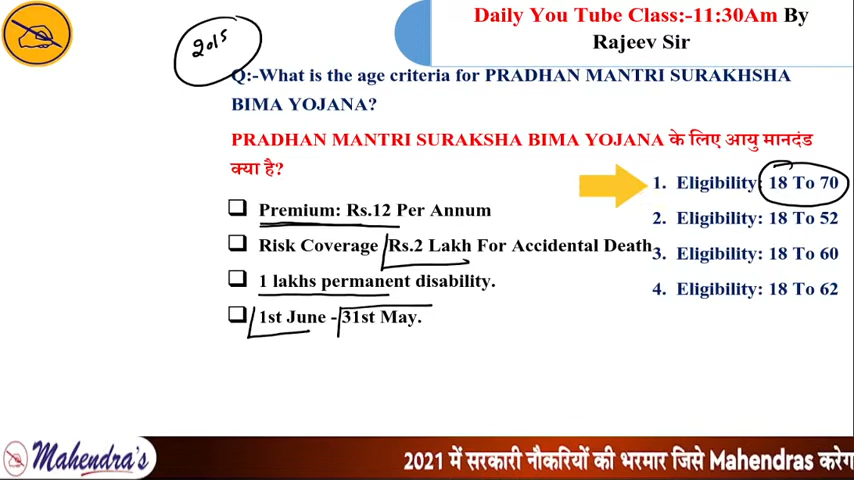 Daily You Tube Class:-11:30Am By
Rajeev Sir
2015
Q:-What is the age criteria for PRADHAN MANTRI SURAKHSHA
BIMA YOJANA?
PRADHAN MANTRI SURAKSHA BIMA YOJANA के लिए आयु मानदंड
क्या है?
1. Eligibility: 18 To 70
2. Eligibility: 18 To 52
3. Eligibility: 18 To 60
4. Eligibility: 18 To 62
Premium: Rs.12 Per Annum
Risk Coverage Rs.2 Lakh For Accidental Death
1 lakhs permanent disability.
1st June - 31st May.
Mahendra's
2021 में सरकारी नौकरियों की भरमार जिसे Mahendras करेग